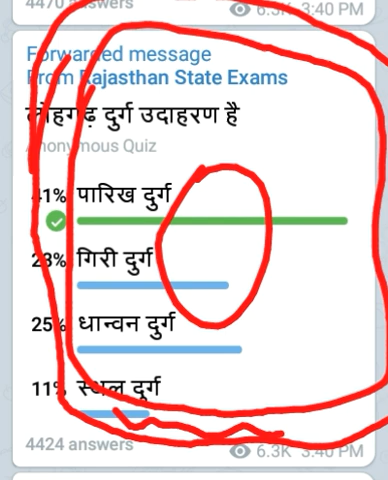 4470 answers 6.3K 3:40 PM
Forwarded message
From Rajasthan State Exams
लोहगढ़ दुर्ग उदाहरण है
Anonymous Quiz
41% पारिख दुर्ग
23% गिरी दुर्ग
25% धान्वन दुर्ग
11% स्थल दुर्ग
4424 answers 6.3K 3:40 PM